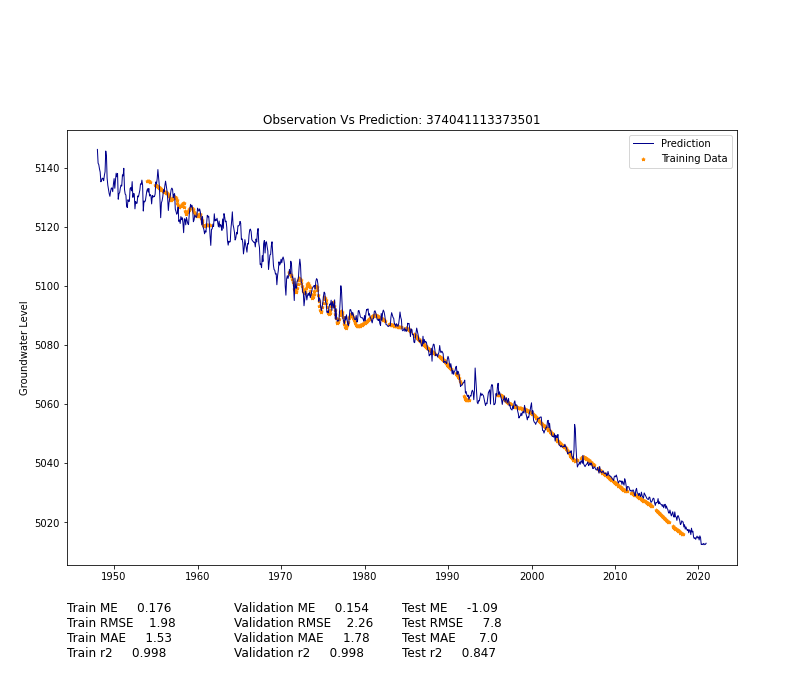 Observation Vs Prediction: 374041113373501
Prediction
Training Data
5140
5120
5100
5080
5060
5040
5020
Groundwater Level
1950 1960 1970 1980 1990 2000 2010 2020
Train ME 0.176 Validation ME 0.154 Test ME -1.09
Train RMSE 1.98 Validation RMSE 2.26 Test RMSE 7.8
Train MAE 1.53 Validation MAE 1.78 Test MAE 7.0
Train r2 0.998 Validation r2 0.998 Test r2 0.847